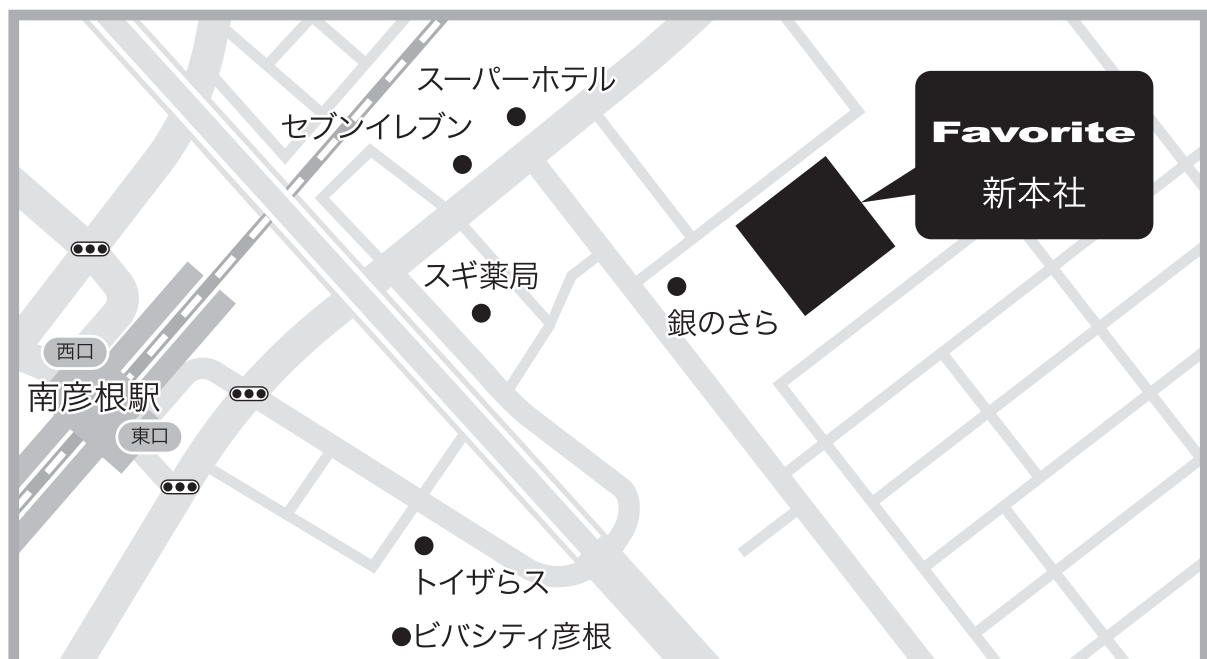 スーパーホテル
セブンイレブン
Favorite
新本社
スギ薬局
銀のさら
西口
南彦根駅
東口
トイザらス
ビバシティ彦根